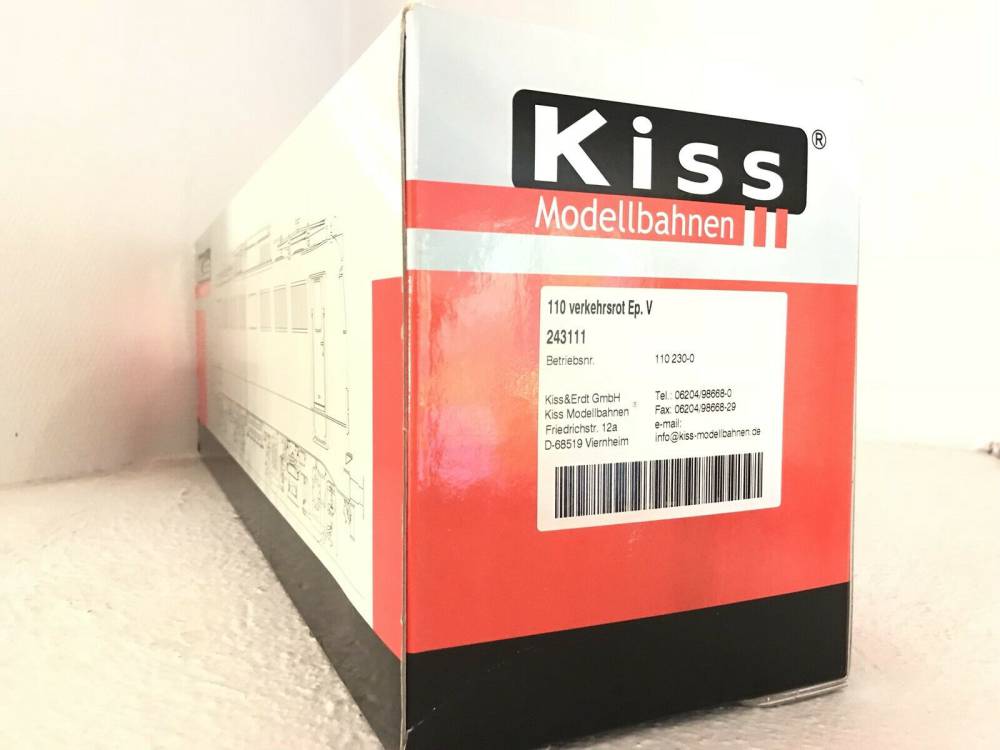 Kiss®
Modellbahnen
110 verkehrsrot Ep. V
243111
Betriebsnr. 110 230-0
Kiss&Erdt GmbH
Kiss Modellbahnen ®
Friedrichstr. 12a
D-68519 Viernheim
Tel.: 06204/98668-0
Fax: 06204/98668-29
e-mail:
info@kiss-modellbahnen.de